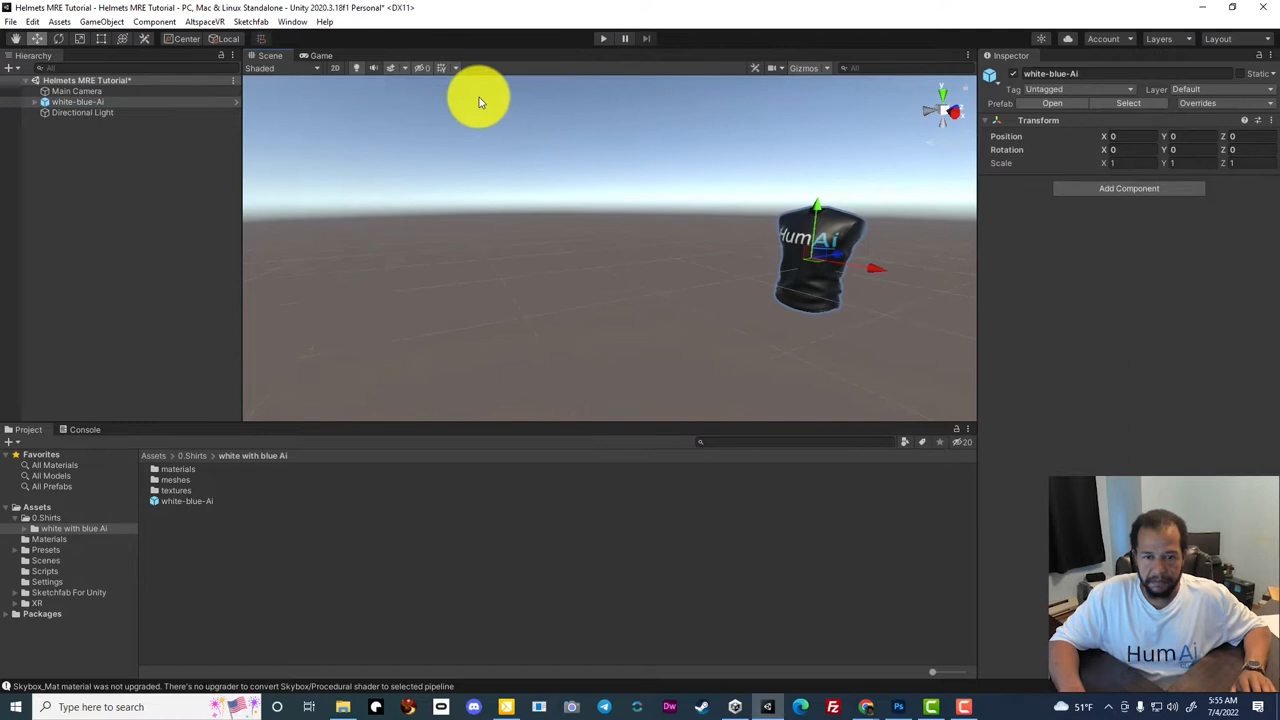 Helmets MRE Tutorial - Helmets MRE Tutorial - PC, Mac & Linux Standalone - Unity 2020.3.18f1 Personal* <DX11>
File Edit Assets GameObject Component AltspaceVR Sketchfab Window Help
Center Local Account Layers Layout
Hierarchy Scene Game Inspector
All Shaded 2D 0 Gizmos All white-blue-Ai Static
Helmets MRE Tutorial* Tag Untagged Layer Default
Main Camera Prefab Open Select Overrides
white-blue-Ai
Directional Light Transform
Position X 0 Y 0 Z 0
Rotation X 0 Y 0 Z 0
Scale X 1 Y 1 Z 1
Add Component
HumAi
Project Console
20
Favorites Assets 0.Shirts white with blue Ai
All Materials materials
All Models meshes
All Prefabs textures
white-blue-Ai
Assets
0.Shirts
white with blue Ai
Materials
Presets
Scenes
Scripts
Settings
Sketchfab For Unity
XR
Packages
HumAi
Skybox_Mat material was not upgraded. There's no upgrader to convert Skybox/Procedural shader to selected pipeline
Type here to search 51°F 5:55 AM
7/4/2022